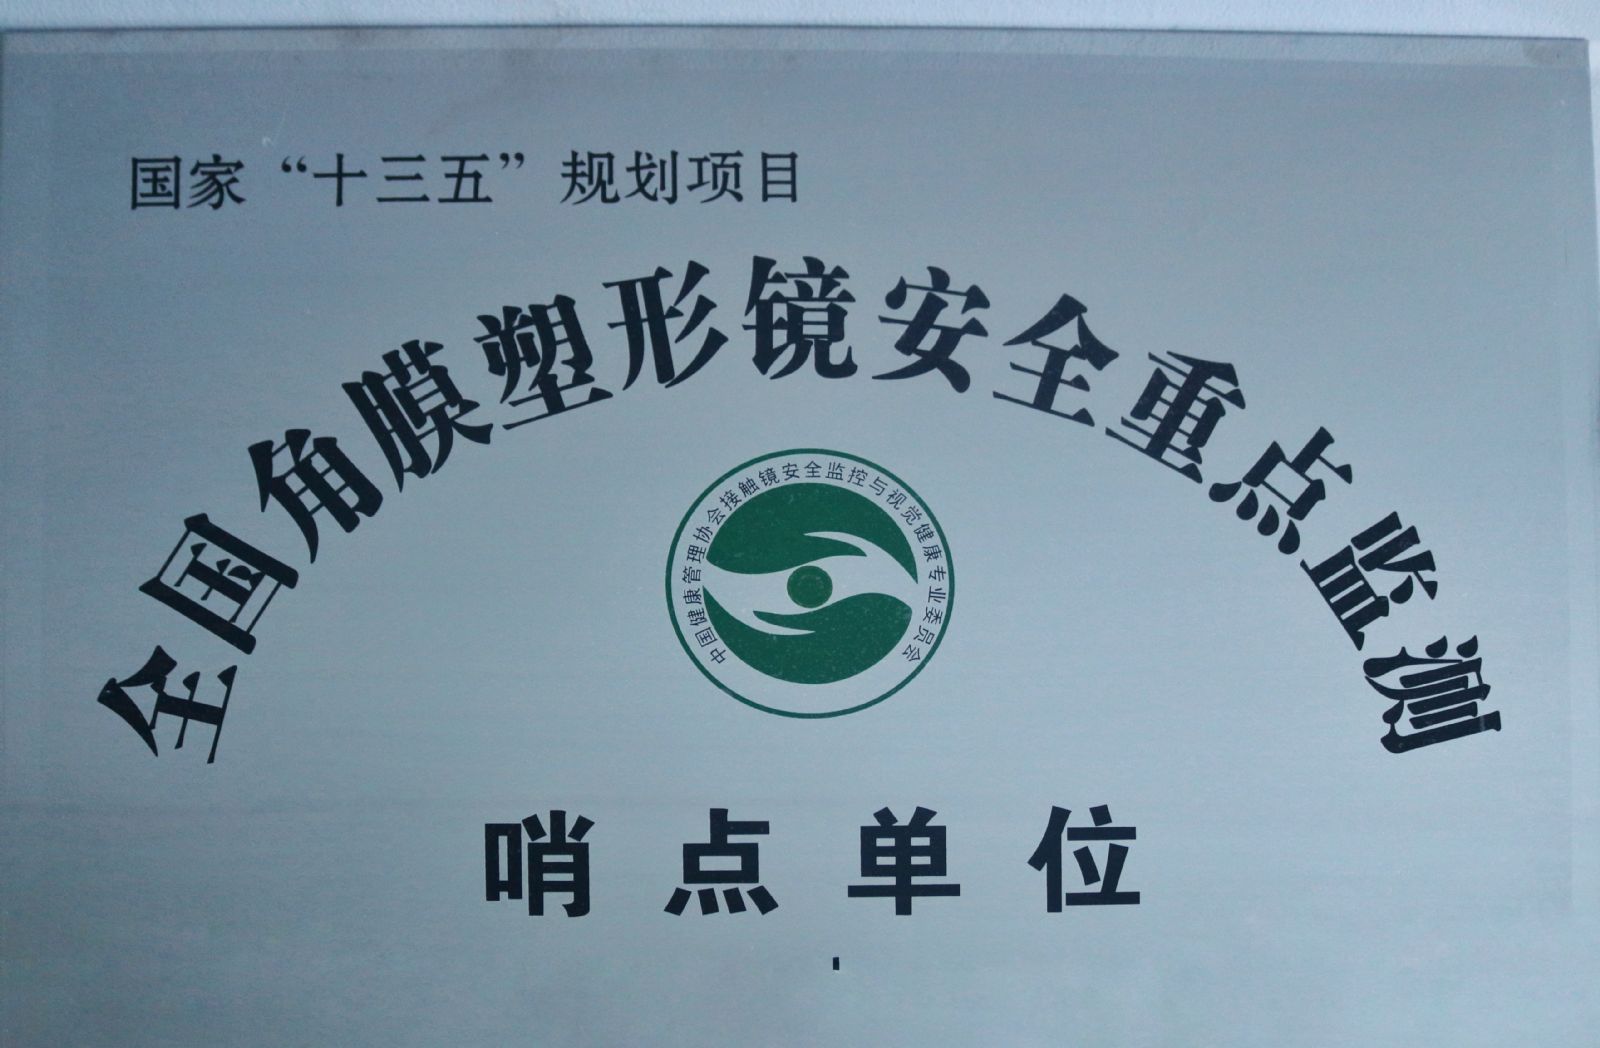 国家“十三五”规划项目
全国角膜塑形镜安全重点监测
中国健康管理协会接触镜安全监控与视觉健康专业委员会
哨点单位